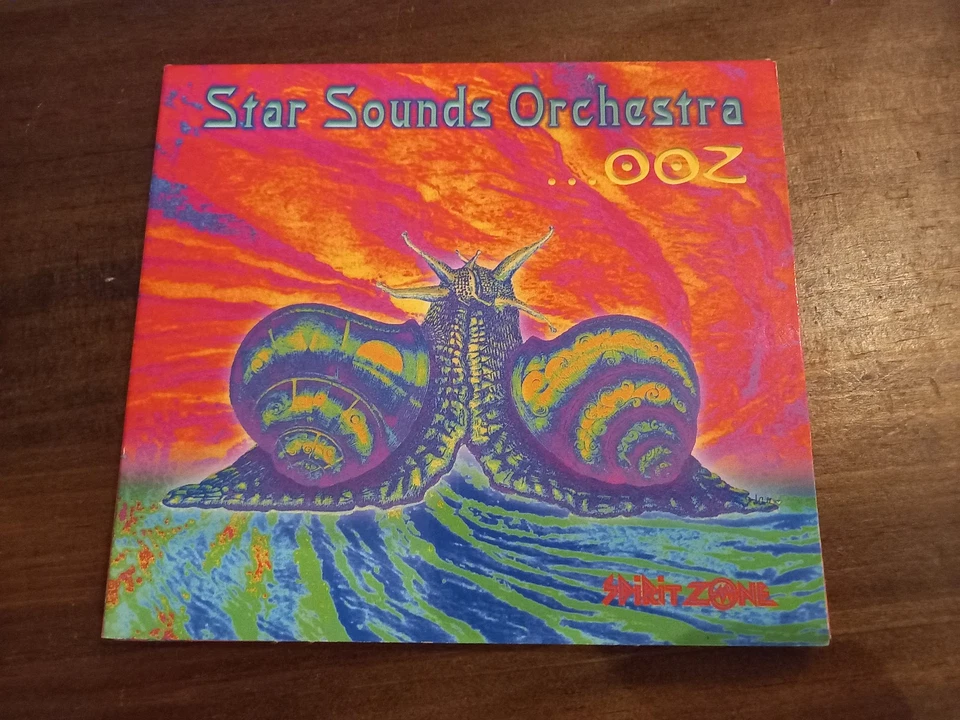 Star Sounds Orchestra
...OOZ
SPiRiT ZONE